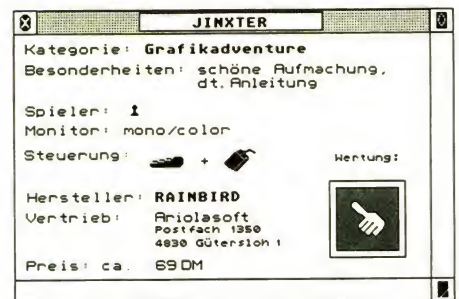 JINXTER
Kategorie: Grafikadventure
Besonderheiten: schöne Aufmachung,
dt. Anleitung
Spieler: 1
Monitor: mono/color
Steuerung: +
Wertung:
Hersteller: RAINBIRD
Vertrieb: Ariolasoft
Postfach 1350
4830 Gütersloh 1
Preis: ca. 69 DM